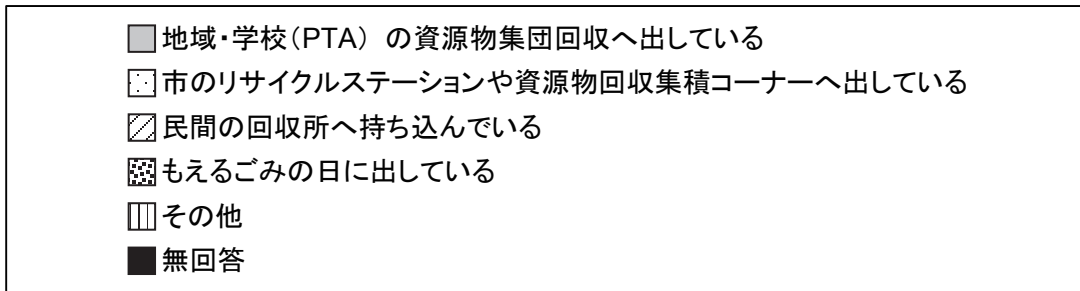 地域・学校(PTA) の資源物集団回収へ出している
市のリサイクルステーションや資源物回収集積コーナーへ出している
民間の回収所へ持ち込んでいる
もえるごみの日に出している
その他
無回答